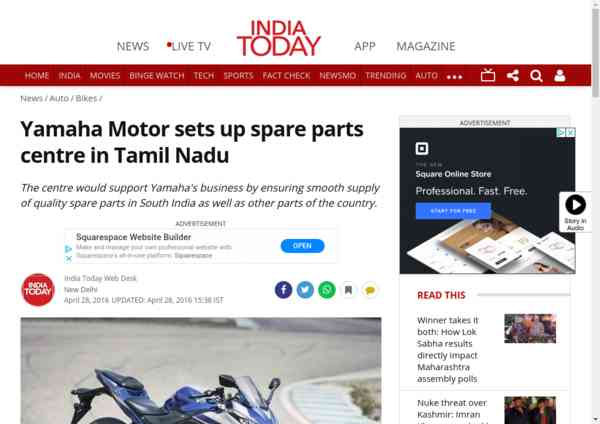 INDIA
TODAY
NEWS
LIVE TV
APP
MAGAZINE
HOME
INDIA
MOVIES
BINGE WATCH
TECH
SPORTS
FACT CHECK
NEWSMO
TRENDING
AUTO
News / Auto / Bikes /
Yamaha Motor sets up spare parts
centre in Tamil Nadu
The centre would support Yamaha's business by ensuring smooth supply
of quality spare parts in South India as well as other parts of the country.
ADVERTISEMENT
Squarespace Website Builder
Make and manage your own professional website with
Squarespace's all-in-one platform. Squarespace
OPEN
INDIA
TODAY
India Today Web Desk
New Delhi
April 28, 2016 UPDATED: April 28, 2016 15:38 IST
ADVERTISEMENT
THE NEW
Square Online Store
Professional. Fast. Free.
START FOR FREE
Story in
Audio
READ THIS
Winner takes it
both: How Lok
Sabha results
directly impact
Maharashtra
assembly polls
Nuke threat over
Kashmir: Imran